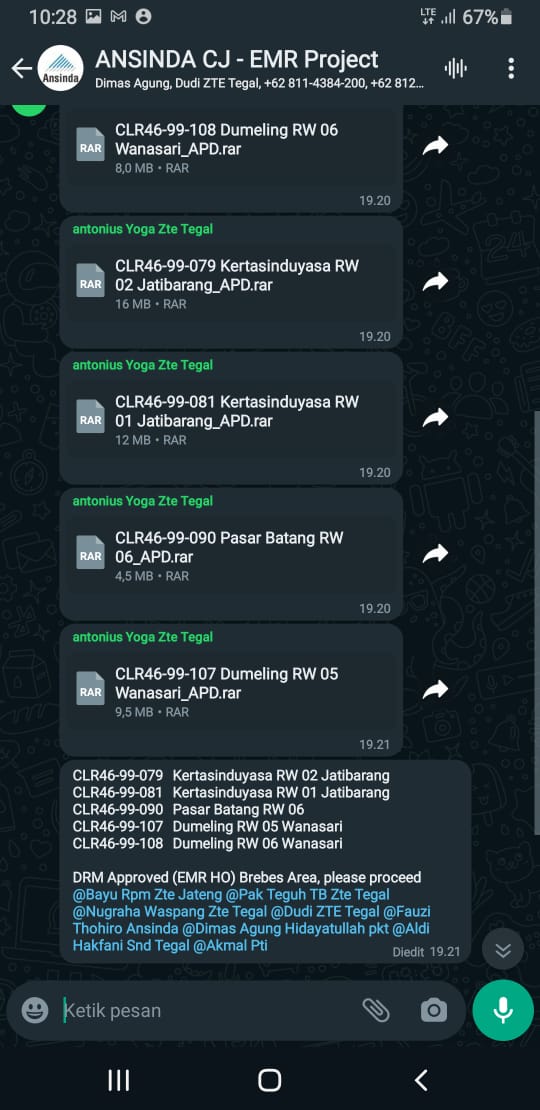 10:28
LTE
67%
Ansinda
ANSINDA CJ - EMR Project
Dimas Agung, Dudi ZTE Tegal, +62 811-4384-200, +62 812...
RAR
CLR46-99-108 Dumeling RW 06
Wanasari_APD.rar
8,0 MB • RAR
19.20
antonius Yoga Zte Tegal
RAR
CLR46-99-079 Kertasinduyasa RW
02 Jatibarang_APD.rar
16 MB • RAR
19.20
antonius Yoga Zte Tegal
RAR
CLR46-99-081 Kertasinduyasa RW
01 Jatibarang_APD.rar
12 MB • RAR
19.20
antonius Yoga Zte Tegal
RAR
CLR46-99-090 Pasar Batang RW
06_APD.rar
4,5 MB • RAR
19.20
antonius Yoga Zte Tegal
RAR
CLR46-99-107 Dumeling RW 05
Wanasari_APD.rar
9,5 MB • RAR
19.21
CLR46-99-079 Kertasinduyasa RW 02 Jatibarang
CLR46-99-081 Kertasinduyasa RW 01 Jatibarang
CLR46-99-090 Pasar Batang RW 06
CLR46-99-107 Dumeling RW 05 Wanasari
CLR46-99-108 Dumeling RW 06 Wanasari
DRM Approved (EMR HO) Brebes Area, please proceed
@Bayu Rpm Zte Jateng @Pak Teguh TB Zte Tegal
@Nugraha Waspang Zte Tegal @Dudi ZTE Tegal @Fauzi
Thohiro Ansinda @Dimas Agung Hidayatullah pkt @Aldi
Hakfani Snd Tegal @Akmal Pti
Diedit 19.21
Ketik pesan